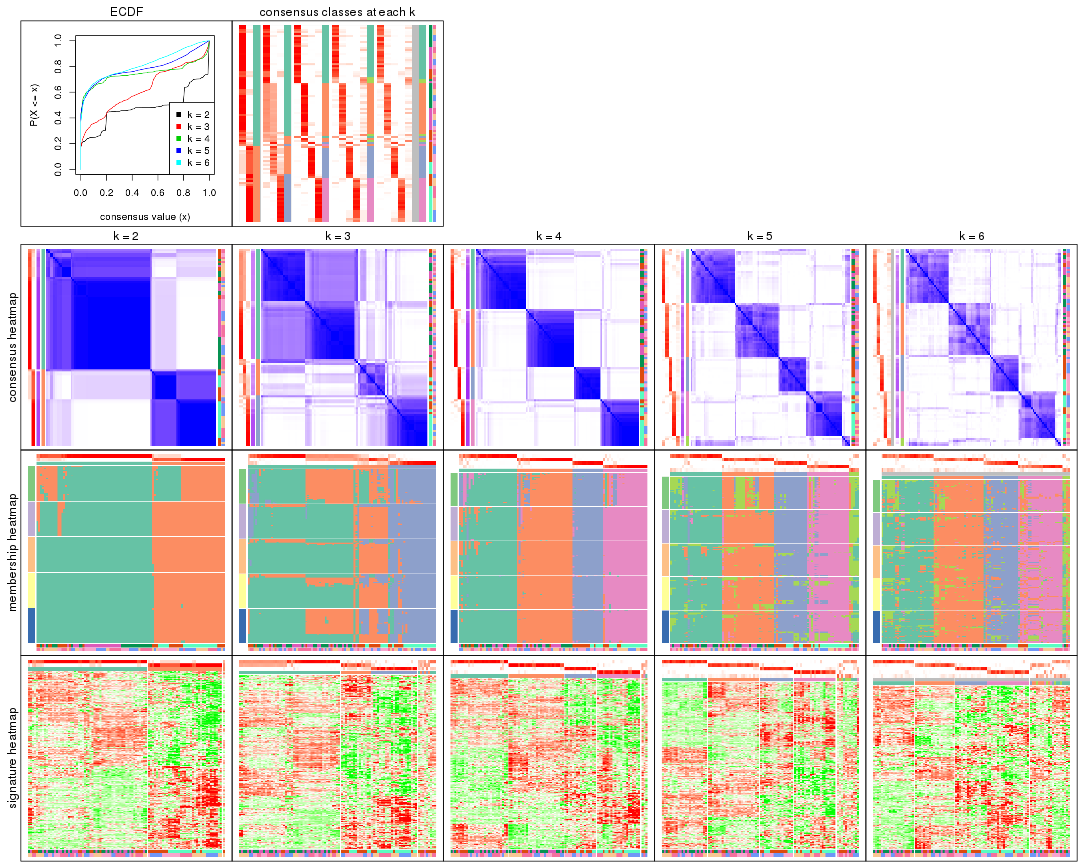 ECDF
consensus classes at each k
P(X <= x)
0.0 0.2 0.4 0.6 0.8 1.0
k = 2
k = 3
k = 4
k = 5
k = 6
0.0 0.2 0.4 0.6 0.8 1.0
consensus value (x)
k = 2 k = 3 k = 4 k = 5 k = 6
consensus heatmap
membership heatmap
signature heatmap